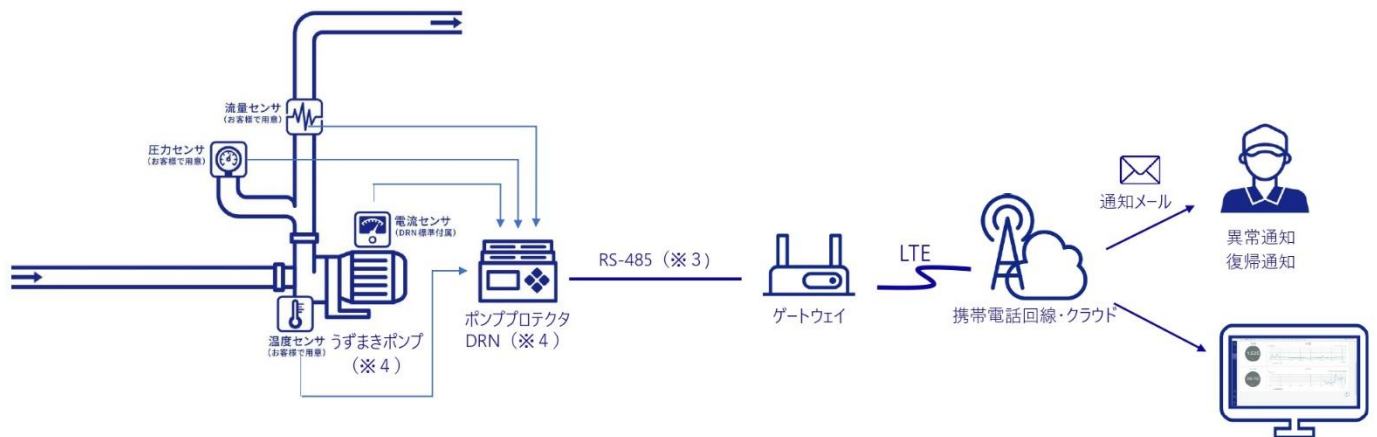 流量センサ
(お客様で用意)
圧力センサ
(お客様で用意)
電流センサ
(DRN標準付属)
温度センサ
(お客様で用意)
うずまきポンプ
(※4)
ポンププロテクタ
DRN(※4)
RS-485(※3)
ゲートウェイ
LTE
携帯電話回線・クラウド
通知メール
異常通知
復帰通知